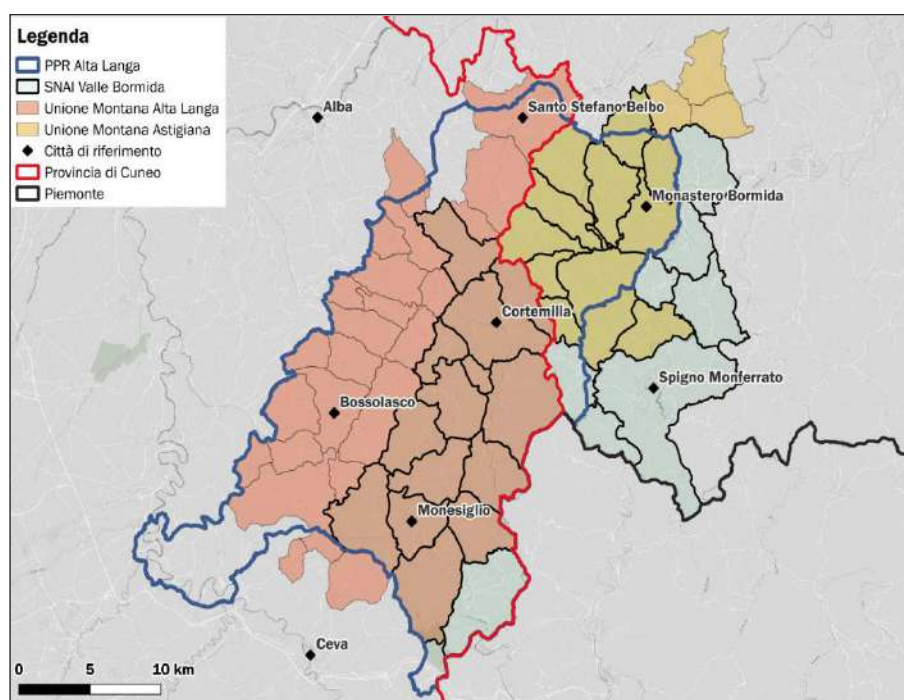 Legenda
PPR Alta Langa
SNAI Valle Bormida
Unione Montana Alta Langa
Unione Montana Astigiana
Città di riferimento
Provincia di Cuneo
Piemonte
Alba
Santo Stefano Belbo
Monastero Bormida
Cortemilia
Spigno Monferrato
Bossolasco
Monesiglio
Ceva
0 5 10 km